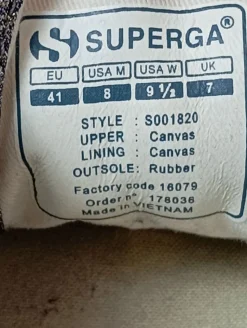 SUPERGA®
EU USA M USA W UK
41 8 9 ½ 7
STYLE : S001820
UPPER : Canvas
LINING : Canvas
OUTSOLE: Rubber
Factory code 16079
Order n° 178036
Made in VIETNAM